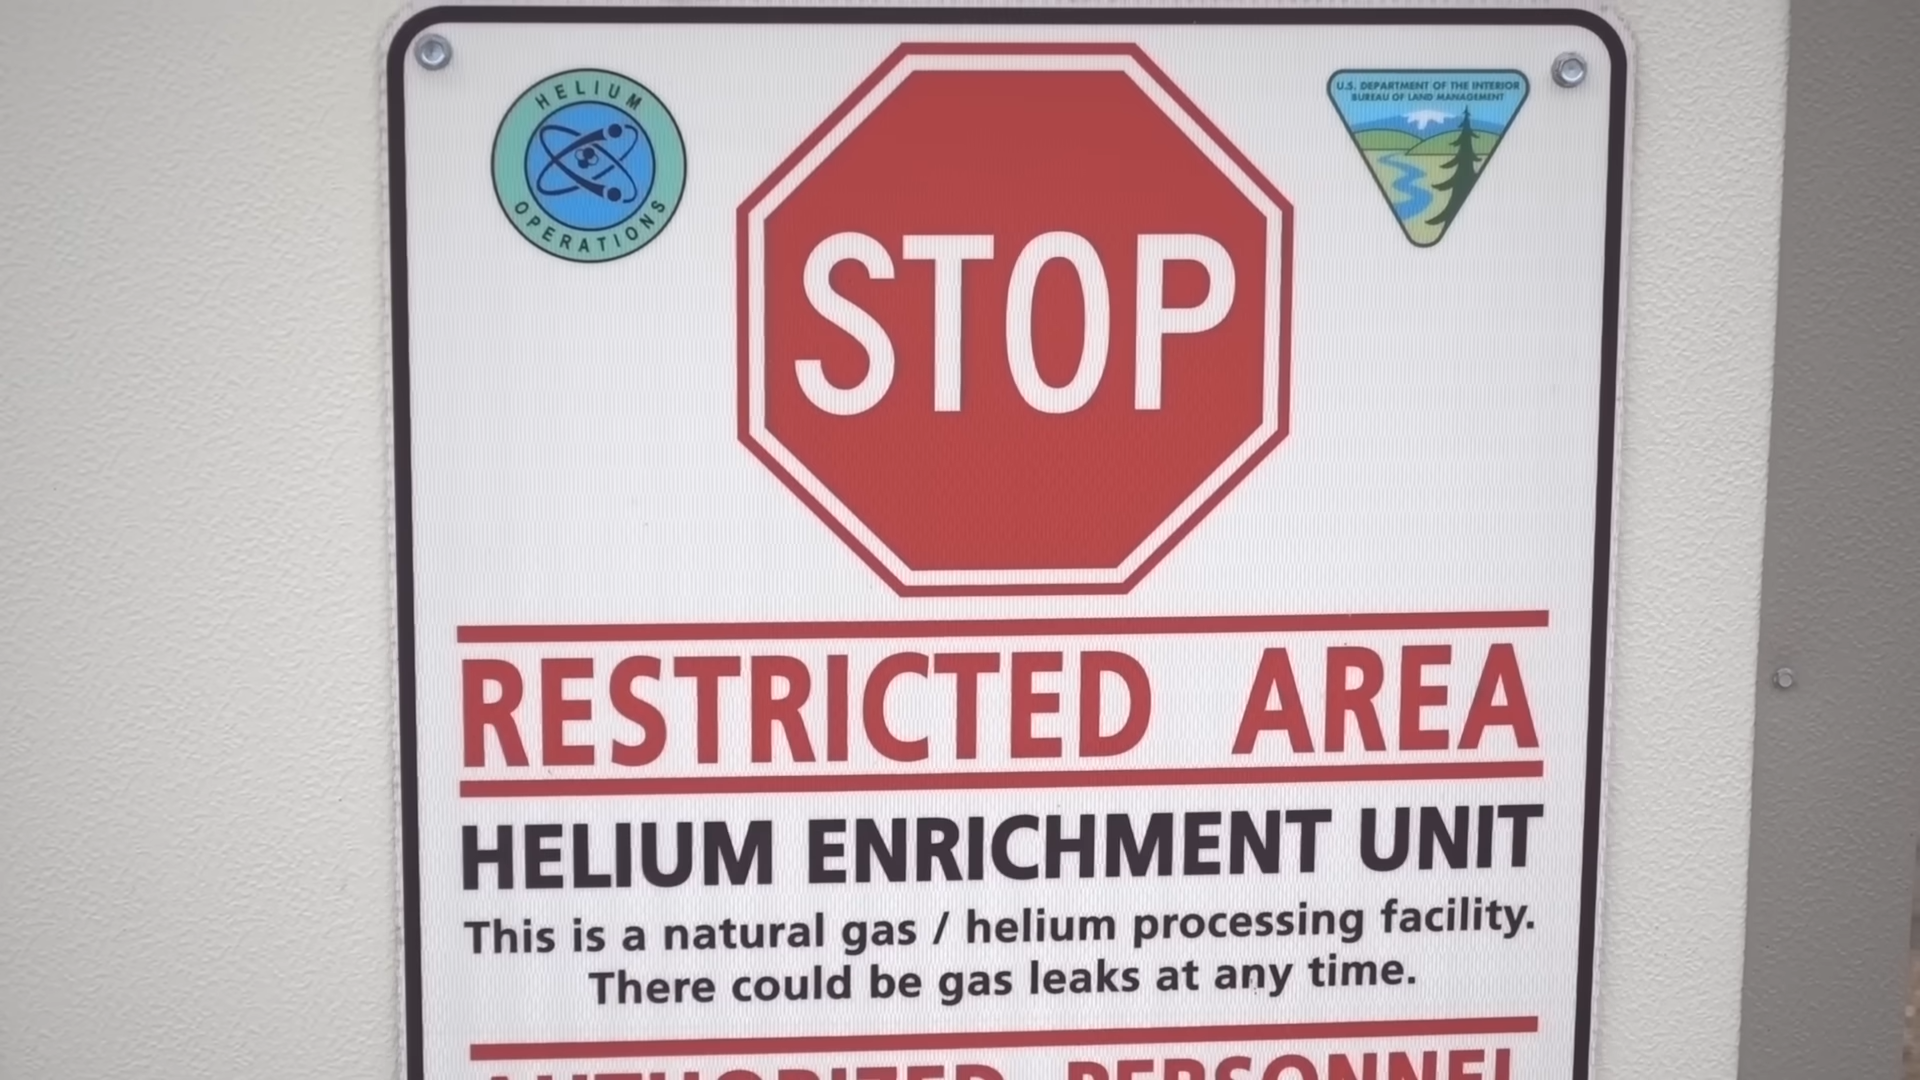 HELIUM
OPERATIONS
U.S. DEPARTMENT OF THE INTERIOR
BUREAU OF LAND MANAGEMENT
STOP
RESTRICTED AREA
HELIUM ENRICHMENT UNIT
This is a natural gas / helium processing facility.
There could be gas leaks at any time.
AUTHORIZED PERSONNEL